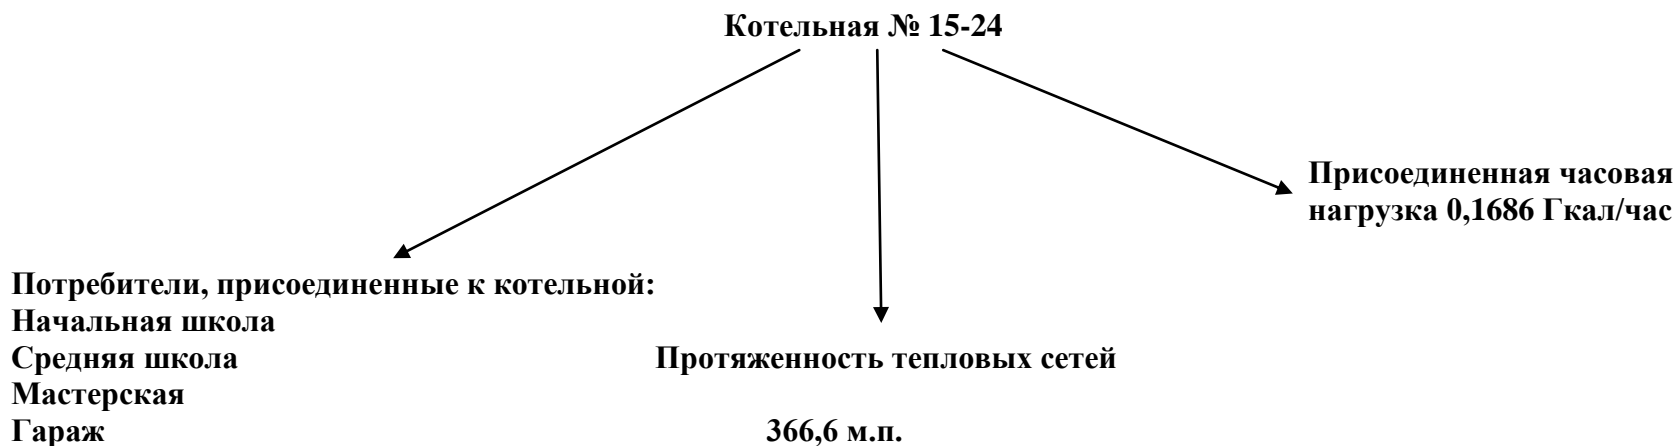 Котельная № 15-24
Присоединенная часовая
нагрузка 0,1686 Гкал/час
Потребители, присоединенные к котельной:
Начальная школа
Средняя школа
Мастерская
Гараж
Протяженность тепловых сетей
366,6 м.п.